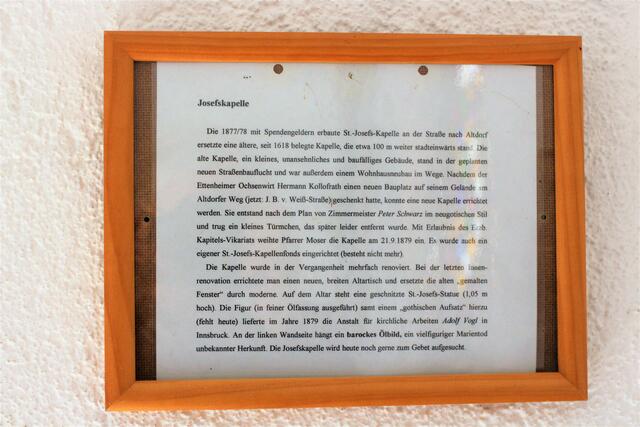 Josefskapelle
Die 1877/78 mit Spendengeldern erbaute St.-Josefs-Kapelle an der Straße nach Altdorf
ersetzte eine ältere, seit 1618 belegte Kapelle, die etwa 100 m weiter stadteinwärts stand. Die
alte Kapelle, ein kleines, unansehnliches und baufälliges Gebäude, stand in der geplanten
neuen Straßenbauflucht und war außerdem einem Wohnhausneubau im Wege. Nachdem der
Ettenheimer Ochsenwirt Hermann Kollofrath einen neuen Bauplatz auf seinem Gelände am
Altdorfer Weg (jetzt: J. B. v. Weiß-Straße) geschenkt hatte, konnte eine neue Kapelle errichtet
werden. Sie entstand nach dem Plan von Zimmermeister Peter Schwarz im neugotischen Stil
und trug ein kleines Türmchen, das später leider entfernt wurde. Mit Erlaubnis des Erzb.
Kapitels-Vikariats weihte Pfarrer Moser die Kapelle am 21.9.1879 ein. Es wurde auch ein
eigener St.-Josefs-Kapellenfonds eingerichtet (besteht nicht mehr).
Die Kapelle wurde in der Vergangenheit mehrfach renoviert. Bei der letzten Innen-
renovation errichtete man einen neuen, breiten Altartisch und ersetzte die alten „gemalten
Fenster“ durch moderne. Auf dem Altar steht eine geschnitzte St.-Josefs-Statue (1,05 m
hoch). Die Figur (in feiner Ölfassung ausgeführt) samt einem „gothischen Aufsatz“ hierzu
(fehlt heute) lieferte im Jahre 1879 die Anstalt für kirchliche Arbeiten Adolf Vogl in
Innsbruck. An der linken Wandseite hängt ein barockes Ölbild, ein vielfiguriger Marientod
unbekannter Herkunft. Die Josefskapelle wird heute noch gerne zum Gebet aufgesucht.